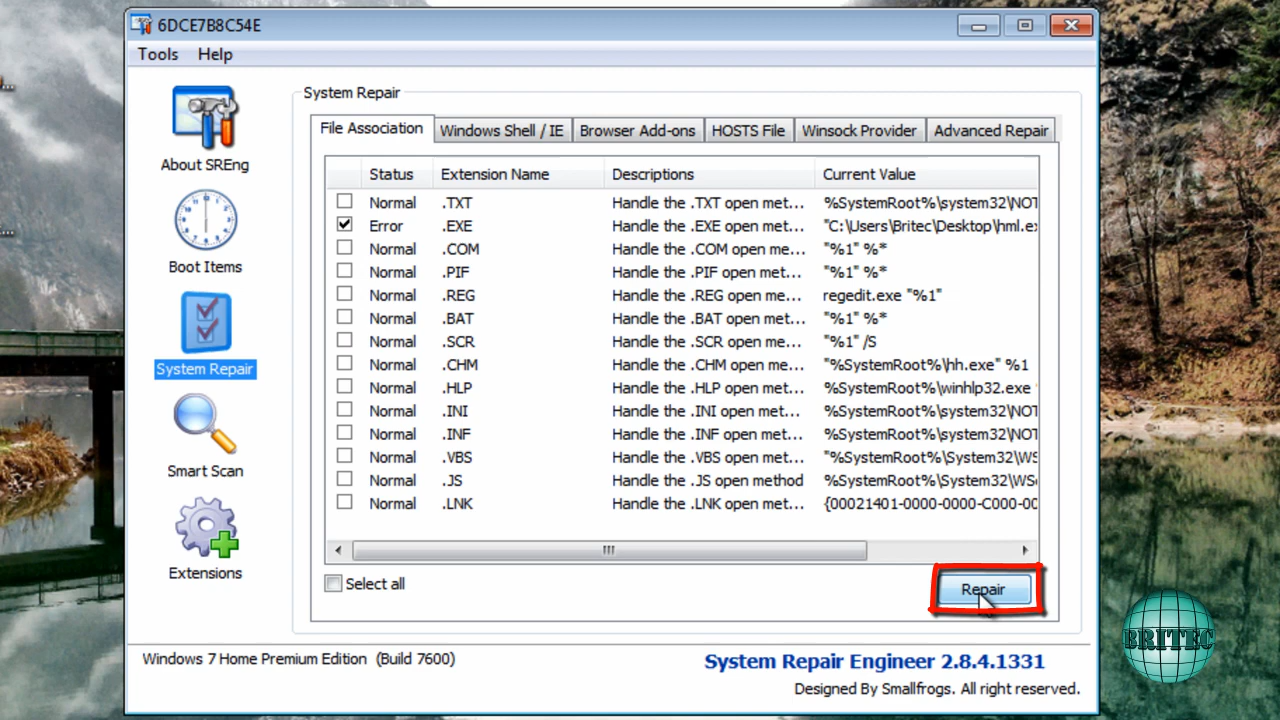 6DCE7B8C54E
Tools Help
About SREng
Boot Items
System Repair
Smart Scan
Extensions
System Repair
File Association Windows Shell / IE Browser Add-ons HOSTS File Winsock Provider Advanced Repair
Status Extension Name Descriptions Current Value
Normal .TXT Handle the .TXT open met... %SystemRoot%\system32\NOT
Error .EXE Handle the .EXE open met... "C:\Users\Britec\Desktop\hml.ex
Normal .COM Handle the .COM open me... "%1" %*
Normal .PIF Handle the .PIF open met... "%1" %*
Normal .REG Handle the .REG open me... regedit.exe "%1"
Normal .BAT Handle the .BAT open met... "%1" %*
Normal .SCR Handle the .SCR open me... "%1" /S
Normal .CHM Handle the .CHM open me... "%SystemRoot%\hh.exe" %1
Normal .HLP Handle the .HLP open met... %SystemRoot%\winhlp32.exe
Normal .INI Handle the .INI open met... %SystemRoot%\system32\NOT
Normal .INF Handle the .INF open met... %SystemRoot%\system32\NOT
Normal .VBS Handle the .VBS open met... "%SystemRoot%\System32\WS
Normal .JS Handle the .JS open method %SystemRoot%\System32\WS
Normal .LNK Handle the .LNK open met... {00021401-0000-0000-C000-00
Select all
Repair
BRITEC
Windows 7 Home Premium Edition (Build 7600)
System Repair Engineer 2.8.4.1331
Designed By Smallfrogs. All right reserved.